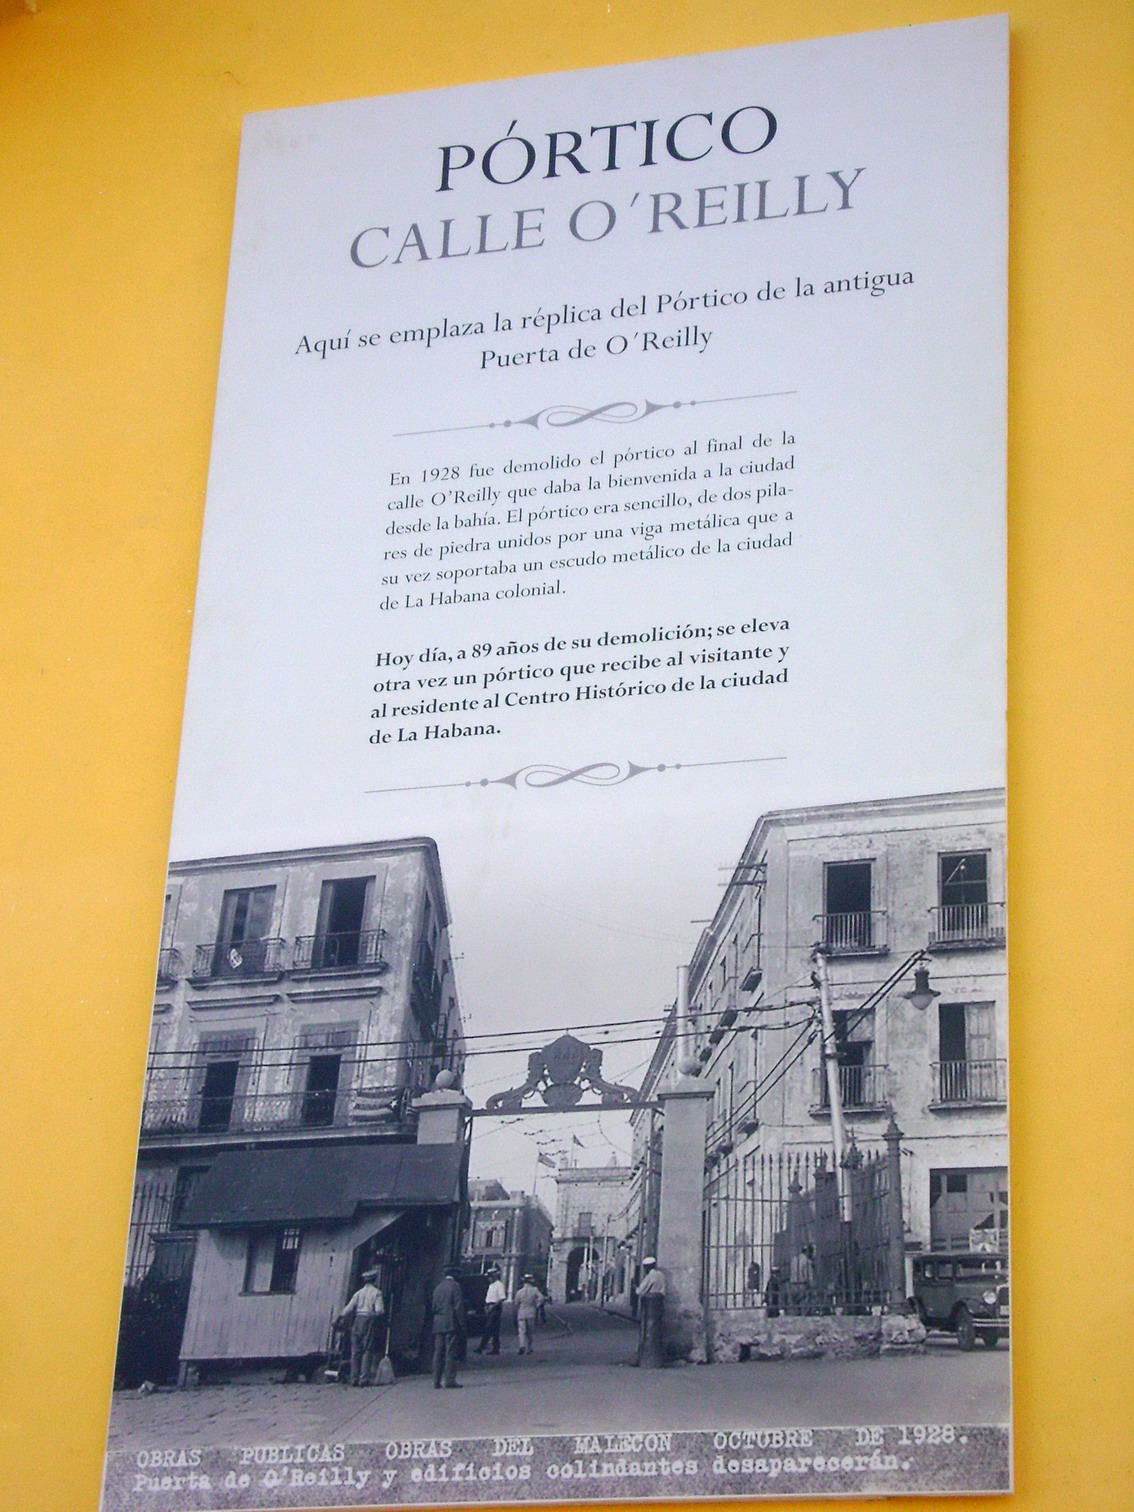 PÓRTICO
CALLE O´REILLY
Aquí se emplaza la réplica del Pórtico de la antigua
Puerta de O´Reilly
En 1928 fue demolido el pórtico al final de la
calle O’Reilly que daba la bienvenida a la ciudad
desde la bahía. El pórtico era sencillo, de dos pila-
res de piedra unidos por una viga metálica que a
su vez soportaba un escudo metálico de la ciudad
de La Habana colonial.
Hoy día, a 89 años de su demolición; se eleva
otra vez un pórtico que recibe al visitante y
al residente al Centro Histórico de la ciudad
de La Habana.
OBRAS PUBLICAS OBRAS DEL MALECON OCTUBRE DE 1928.
Puerta de O'Reilly y edificios colindantes desaparecerán.